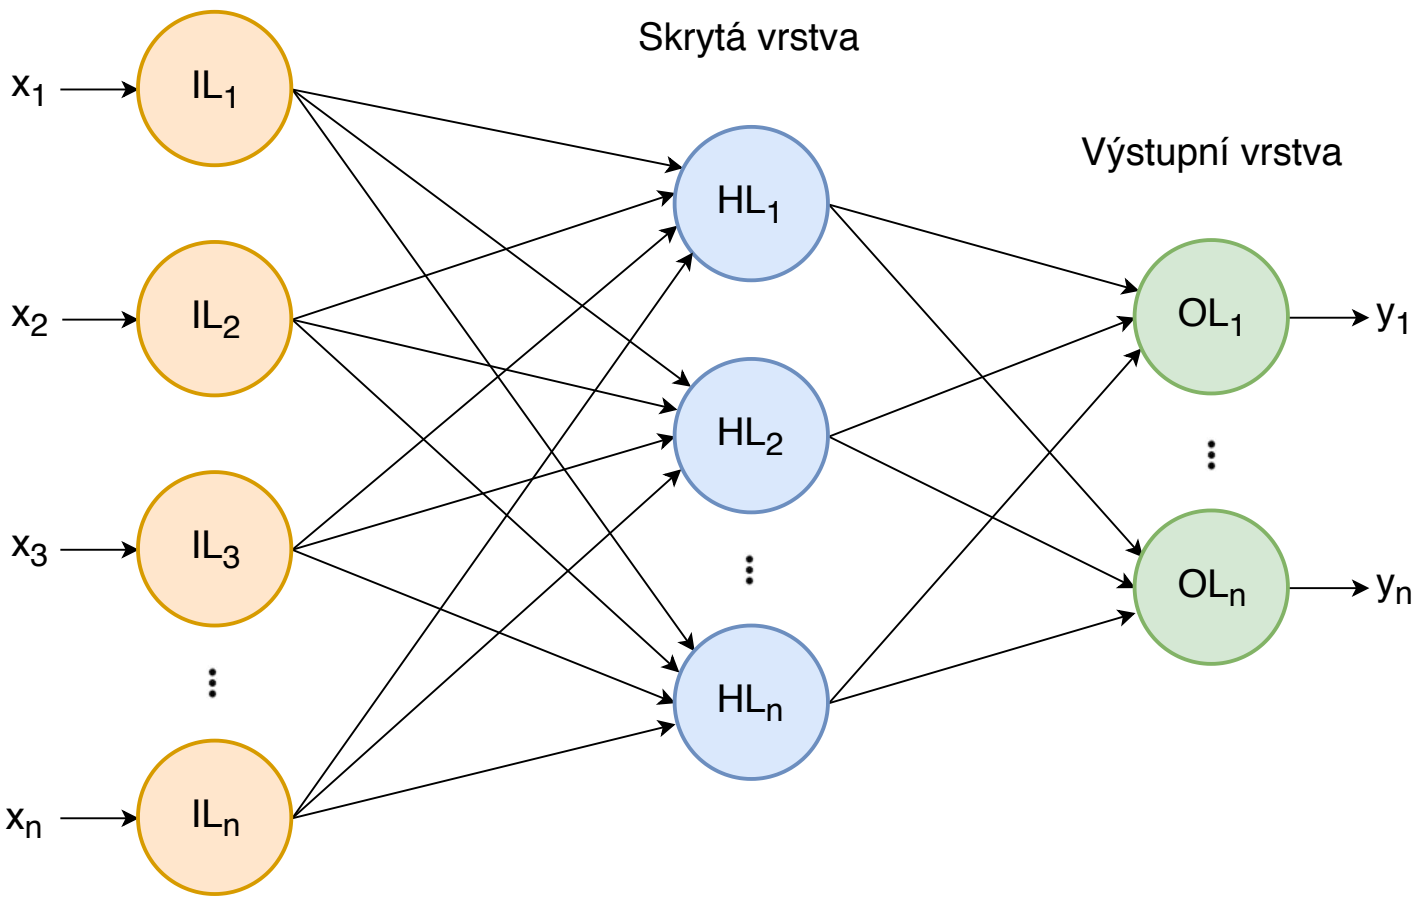 Skrytá vrstva
Výstupní vrstva
x₁
IL₁
HL₁
x₂
IL₂
OL₁
y₁
HL₂
x₃
IL₃
OLₙ
yₙ
HLₙ
xₙ
ILₙ